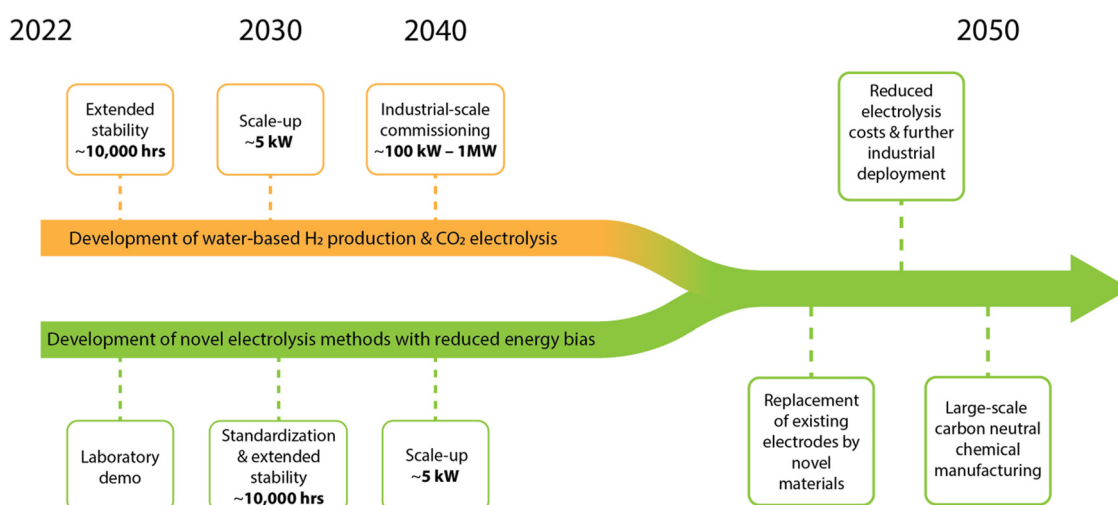 2022
2030
2040
2050
Extended
stability
~10,000 hrs
Scale-up
~5 kW
Industrial-scale
commissioning
~100 kW – 1MW
Reduced
electrolysis
costs & further
industrial
deployment
Development of water-based H₂ production & CO₂ electrolysis
Development of novel electrolysis methods with reduced energy bias
Laboratory
demo
Standardization
& extended
stability
~10,000 hrs
Scale-up
~5 kW
Replacement
of existing
electrodes by
novel
materials
Large-scale
carbon neutral
chemical
manufacturing